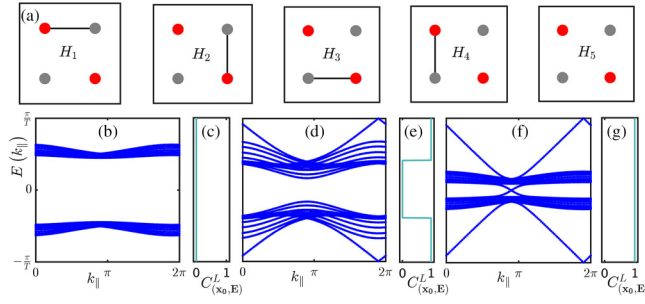 (a)
H₁
H₂
H₃
H₄
H₅
(b)
(c)
(d)
(e)
(f)
(g)
E (k∥)
π/T
0
−π/T
0
π
2π
k∥
0 1
C^L_(x₀,E)
0
π
2π
k∥
0 1
C^L_(x₀,E)
0
π
2π
k∥
0 1
C^L_(x₀,E)